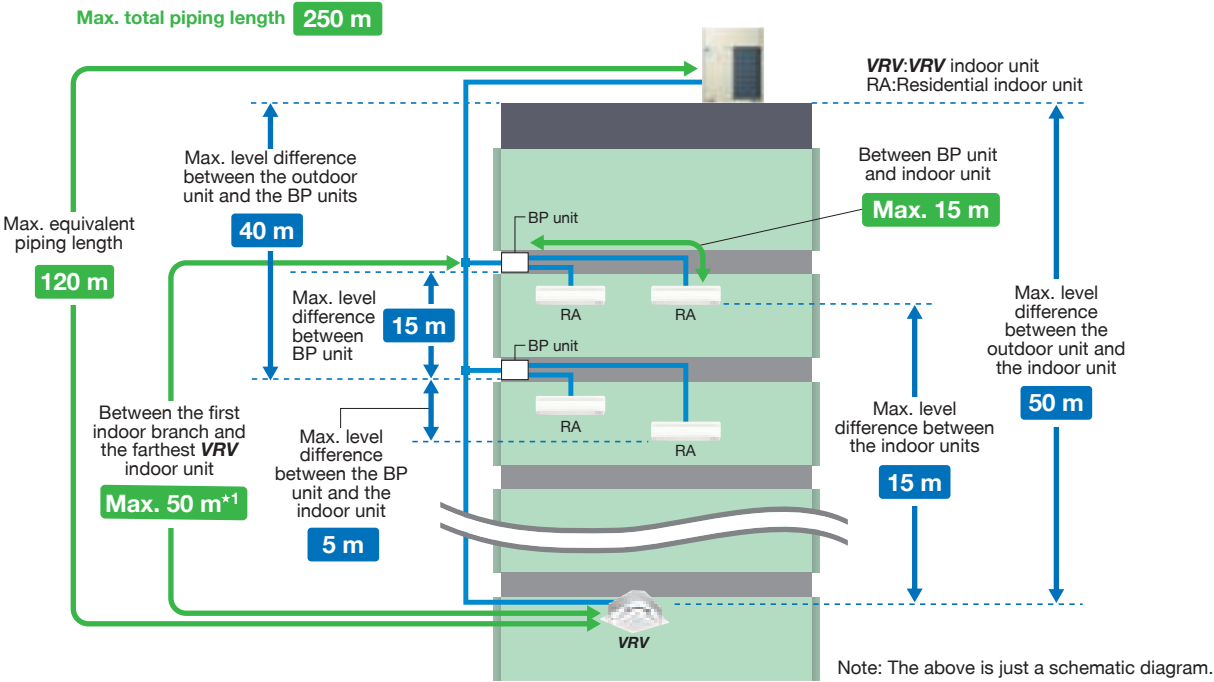 Max. total piping length 250 m
VRV:VRV indoor unit
RA:Residential indoor unit
Max. level difference
between the outdoor
unit and the BP units
40 m
Between BP unit
and indoor unit
Max. 15 m
Max. equivalent
piping length
120 m
BP unit
Max. level
difference
between
BP unit
15 m
RA
RA
BP unit
RA
RA
Max. level
difference
between the
outdoor unit and
the indoor unit
50 m
Between the first
indoor branch and
the farthest VRV
indoor unit
Max. 50 m★1
Max. level
difference
between the BP
unit and the
indoor unit
5 m
Max. level
difference between
the indoor units
15 m
VRV
Note: The above is just a schematic diagram.